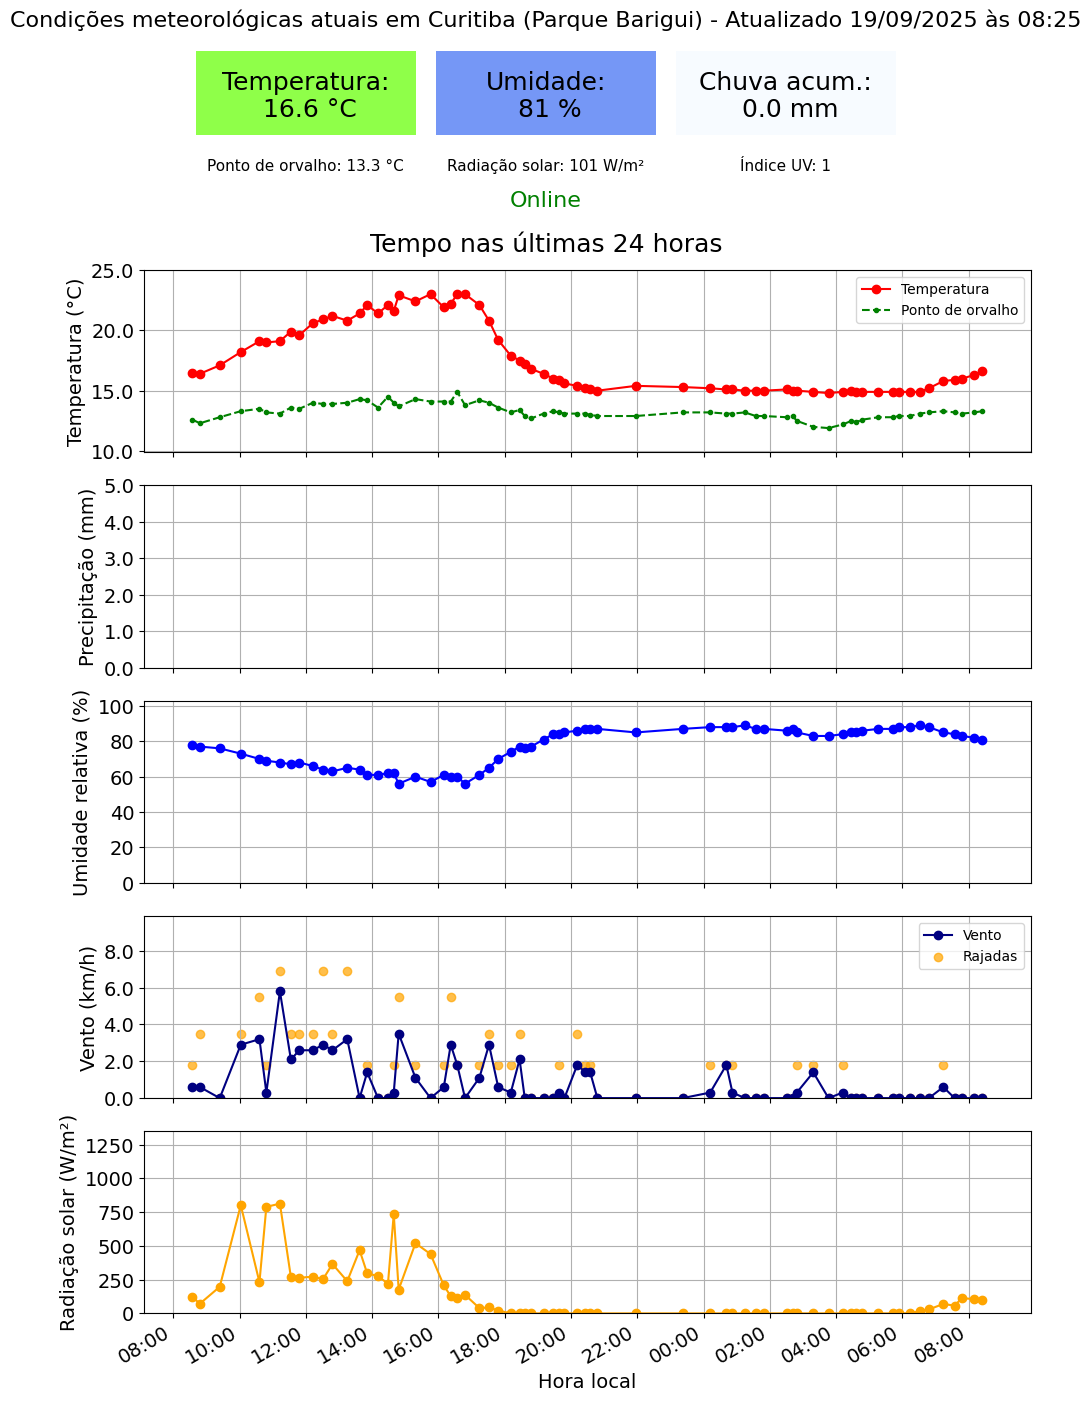 Condições meteorológicas atuais em Curitiba (Parque Barigui) - Atualizado 19/09/2025 às 08:25
Temperatura:
16.6 °C
Umidade:
81 %
Chuva acum.:
0.0 mm
Ponto de orvalho: 13.3 °C
Radiação solar: 101 W/m²
Índice UV: 1
Online
Tempo nas últimas 24 horas
Temperatura (°C)
25.0
20.0
15.0
10.0
Temperatura
Ponto de orvalho
Precipitação (mm)
5.0
4.0
3.0
2.0
1.0
0.0
Umidade relativa (%)
100
80
60
40
20
0
Vento (km/h)
8.0
6.0
4.0
2.0
0.0
Vento
Rajadas
Radiação solar (W/m²)
1250
1000
750
500
250
0
08:00
10:00
12:00
14:00
16:00
18:00
20:00
22:00
00:00
02:00
04:00
06:00
08:00
Hora local